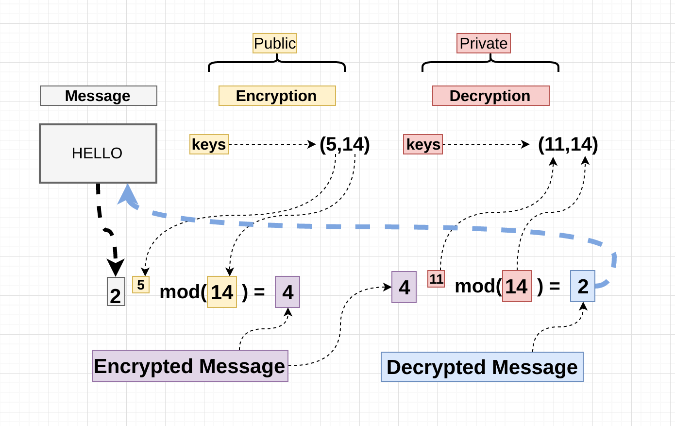 Public
Private
Message
Encryption
Decryption
HELLO
keys
(5,14)
keys
(11,14)
2 5 mod( 14 ) = 4
4 11 mod( 14 ) = 2
Encrypted Message
Decrypted Message